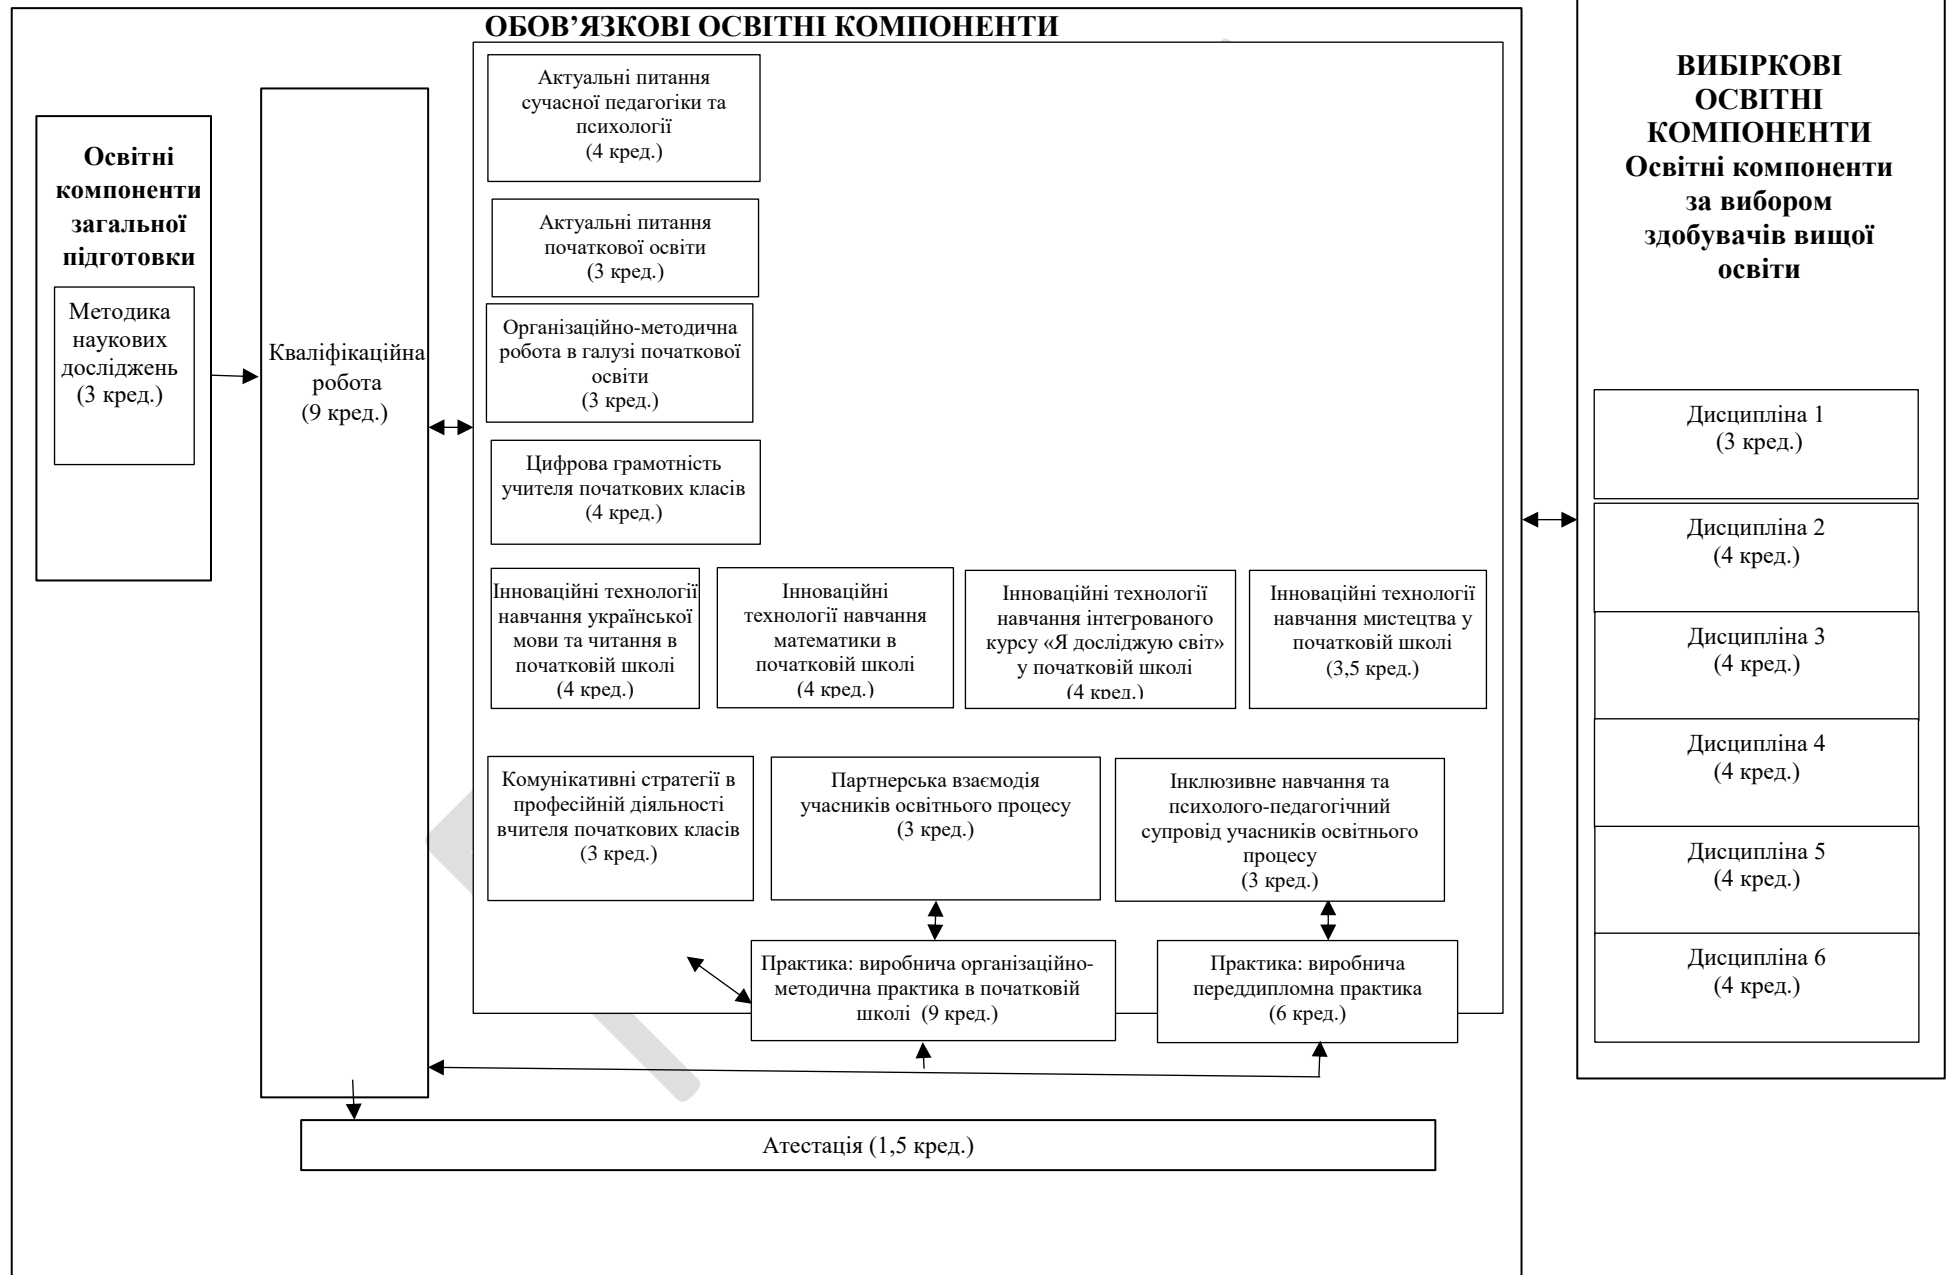 ОБОВ’ЯЗКОВІ ОСВІТНІ КОМПОНЕНТИ
Освітні
компоненти
загальної
підготовки
Методика
наукових
досліджень
(3 кред.)
Кваліфікаційна
робота
(9 кред.)
Актуальні питання
сучасної педагогіки та
психології
(4 кред.)
Актуальні питання
початкової освіти
(3 кред.)
Організаційно-методична
робота в галузі початкової
освіти
(3 кред.)
Цифрова грамотність
учителя початкових класів
(4 кред.)
Інноваційні технології
навчання української
мови та читання в
початковій школі
(4 кред.)
Інноваційні
технології навчання
математики в
початковій школі
(4 кред.)
Інноваційні технології
навчання інтегрованого
курсу «Я досліджую світ»
у початковій школі
(4 кред.)
Інноваційні технології
навчання мистецтва у
початковій школі
(3,5 кред.)
Комунікативні стратегії в
професійній діяльності
вчителя початкових класів
(3 кред.)
Партнерська взаємодія
учасників освітнього процесу
(3 кред.)
Інклюзивне навчання та
психолого-педагогічний
супровід учасників освітнього
процесу
(3 кред.)
Практика: виробнича організаційно-
методична практика в початковій
школі (9 кред.)
Практика: виробнича
переддипломна практика
(6 кред.)
Атестація (1,5 кред.)
ВИБІРКОВІ
ОСВІТНІ
КОМПОНЕНТИ
Освітні компоненти
за вибором
здобувачів вищої
освіти
Дисципліна 1
(3 кред.)
Дисципліна 2
(4 кред.)
Дисципліна 3
(4 кред.)
Дисципліна 4
(4 кред.)
Дисципліна 5
(4 кред.)
Дисципліна 6
(4 кред.)